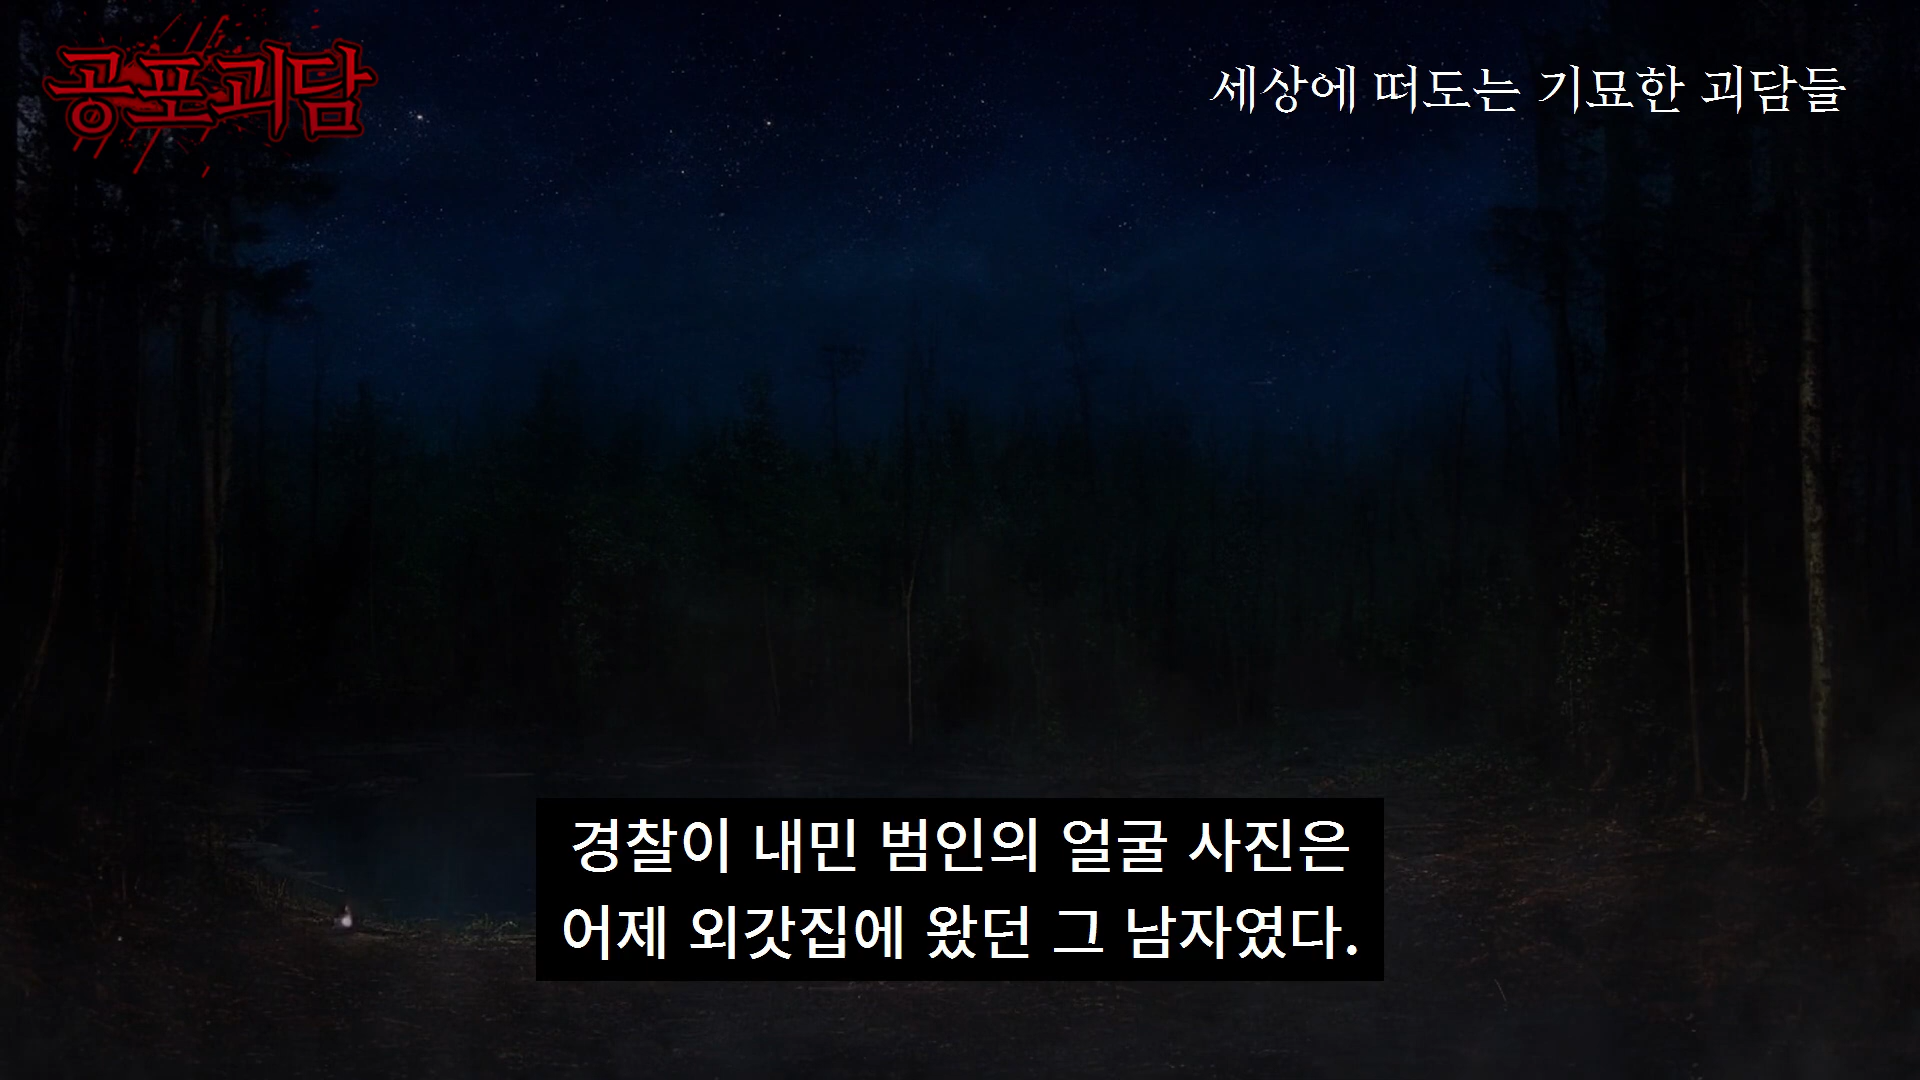 공포괴담
세상에 떠도는 기묘한 괴담들
경찰이 내민 범인의 얼굴 사진은
어제 외갓집에 왔던 그 남자였다.